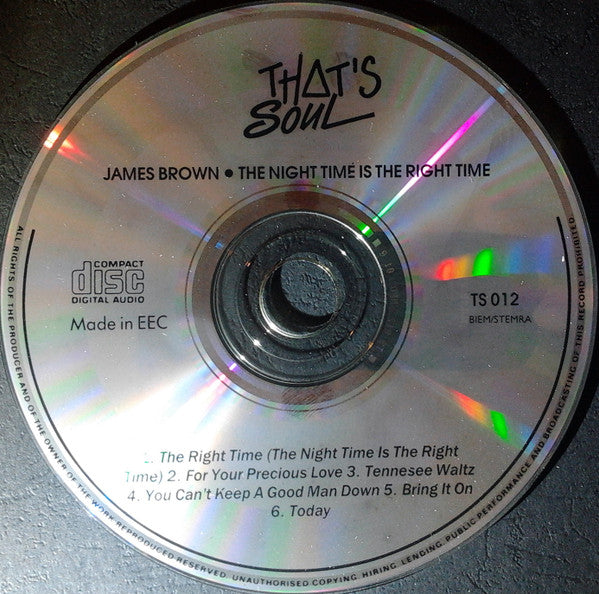 THAT'S
SOUL
JAMES BROWN • THE NIGHT TIME IS THE RIGHT TIME
COMPACT
disc
DIGITAL AUDIO
Made in EEC
TS 012
BIEM/STEMRA
1. The Right Time (The Night Time Is The Right
Time) 2. For Your Precious Love 3. Tennesee Waltz
4. You Can't Keep A Good Man Down 5. Bring It On
6. Today
ALL RIGHTS OF THE PRODUCER AND OF THE OWNER OF THE WORK REPRODUCED RESERVED. UNAUTHORISED COPYING, HIRING, LENDING, PUBLIC PERFORMANCE AND BROADCASTING OF THIS RECORD PROHIBITED